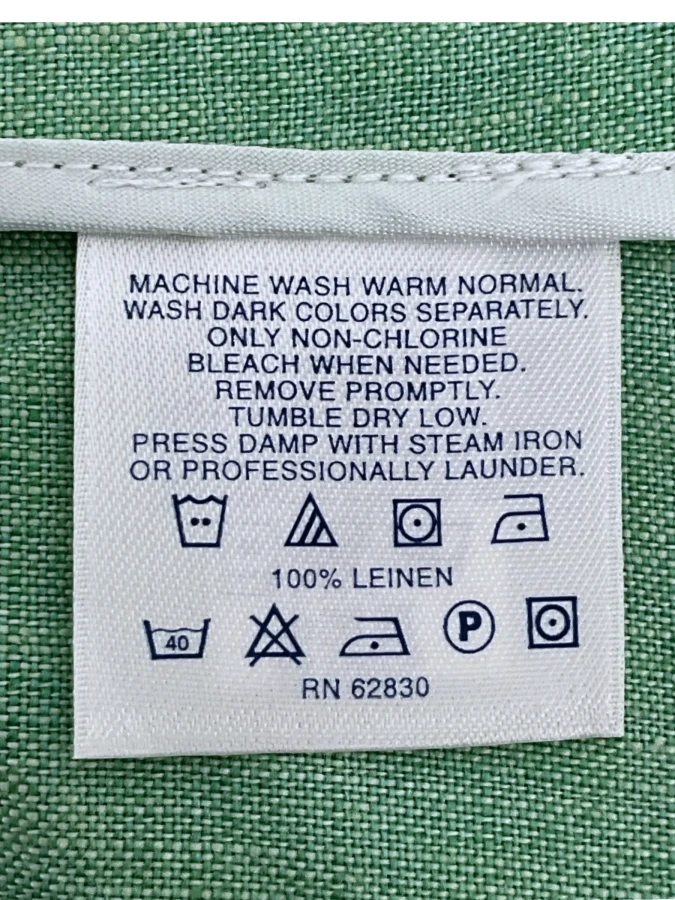 MACHINE WASH WARM NORMAL.
WASH DARK COLORS SEPARATELY.
ONLY NON-CHLORINE
BLEACH WHEN NEEDED.
REMOVE PROMPTLY.
TUMBLE DRY LOW.
PRESS DAMP WITH STEAM IRON
OR PROFESSIONALLY LAUNDER.
100% LEINEN
40 P
RN 62830